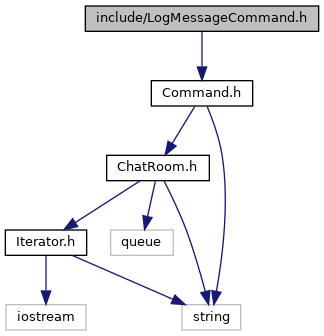 include/LogMessageCommand.h
Command.h
ChatRoom.h
Iterator.h
queue
iostream
string